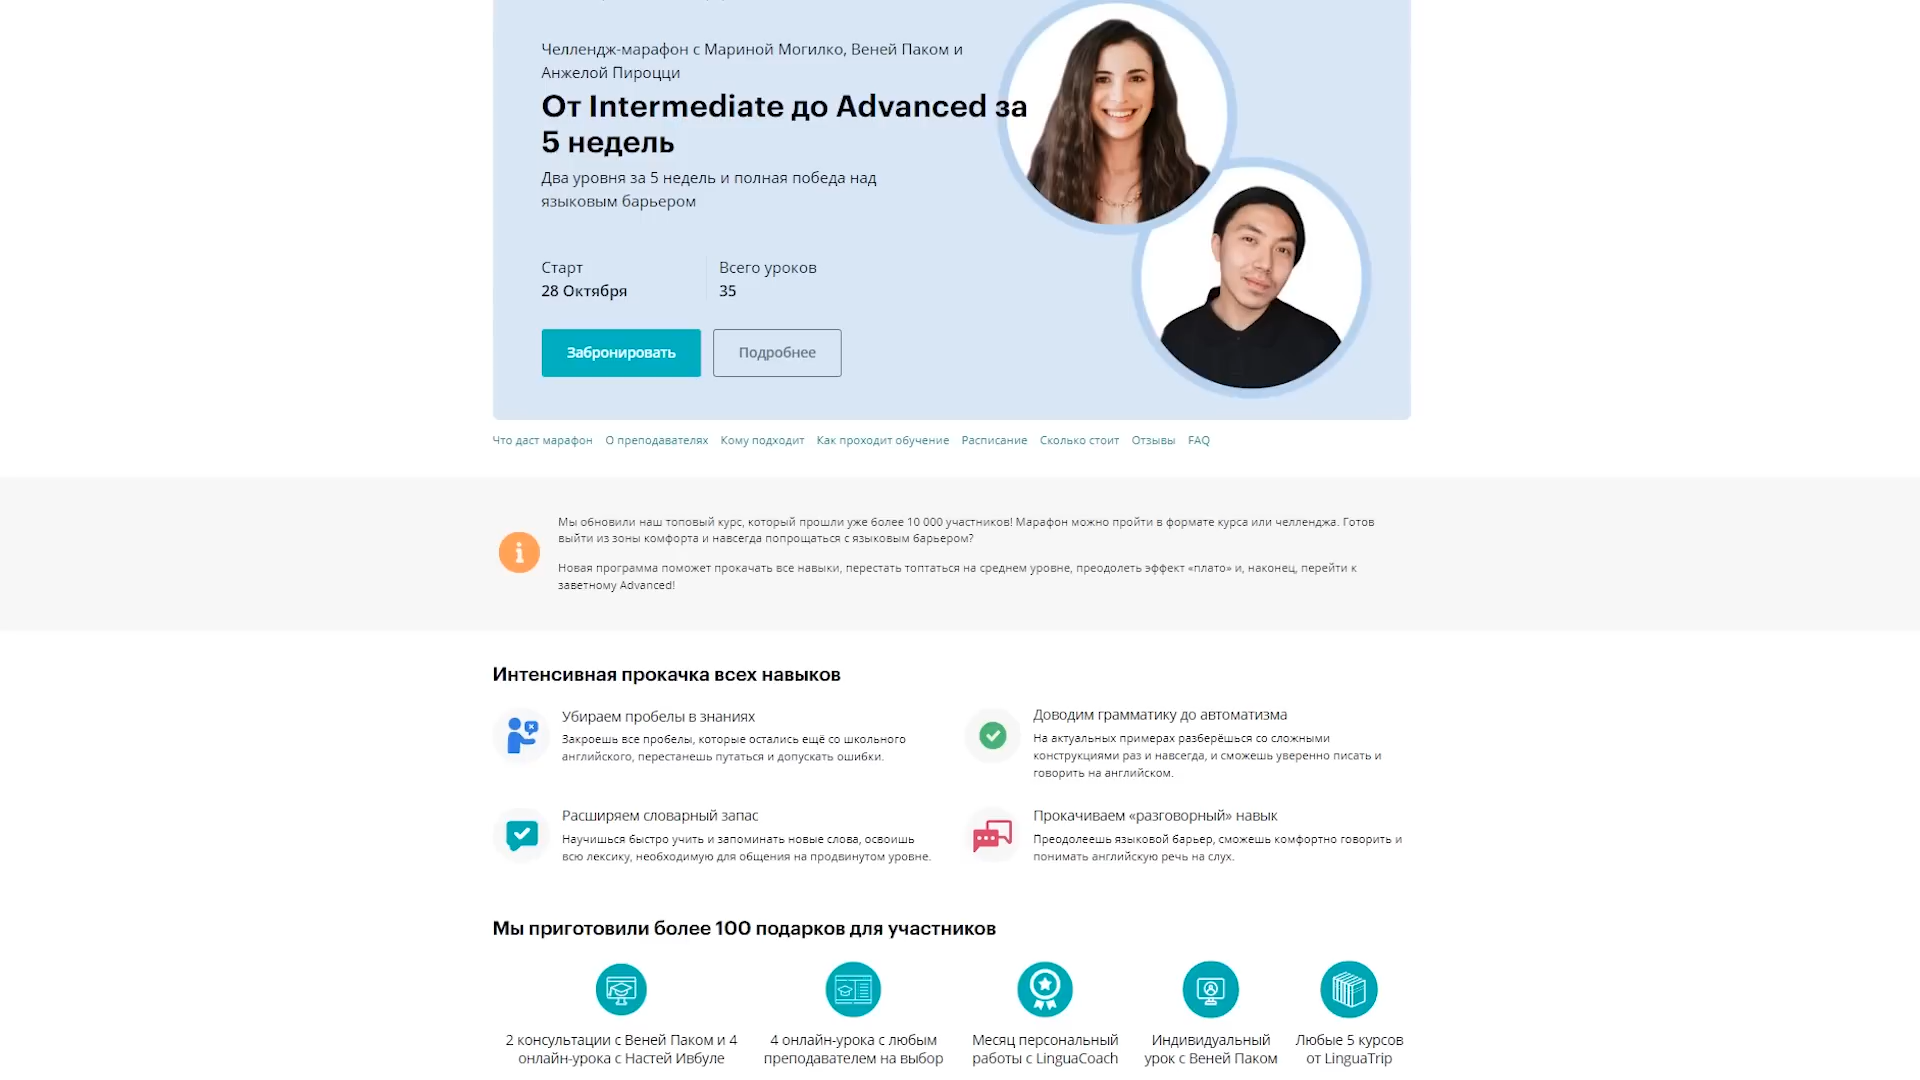 Челлендж-марафон с Мариной Могилко, Веней Паком и
Анжелой Пироцци
От Intermediate до Advanced за
5 недель
Два уровня за 5 недель и полная победа над
языковым барьером
Старт
28 Октября
Всего уроков
35
Забронировать
Подробнее
Что даст марафон О преподавателях Кому подходит Как проходит обучение Расписание Сколько стоит Отзывы FAQ
Мы обновили наш топовый курс, который прошли уже более 10 000 участников! Марафон можно пройти в формате курса или челленджа. Готов
выйти из зоны комфорта и навсегда попрощаться с языковым барьером?
Новая программа поможет прокачать все навыки, перестать топтаться на среднем уровне, преодолеть эффект «плато» и, наконец, перейти к
заветному Advanced!
Интенсивная прокачка всех навыков
Убираем пробелы в знаниях
Закроешь все пробелы, которые остались ещё со школьного
английского, перестанешь путаться и допускать ошибки.
Доводим грамматику до автоматизма
На актуальных примерах разберёшься со сложными
конструкциями раз и навсегда, и сможешь уверенно писать и
говорить на английском.
Расширяем словарный запас
Научишься быстро учить и запоминать новые слова, освоишь
всю лексику, необходимую для общения на продвинутом уровне.
Прокачиваем «разговорный» навык
Преодолеешь языковой барьер, сможешь комфортно говорить и
понимать английскую речь на слух.
Мы приготовили более 100 подарков для участников
2 консультации с Веней Паком и 4
онлайн-урока с Настей Ивбуле
4 онлайн-урока с любым
преподавателем на выбор
Месяц персональный
работы с LinguaCoach
Индивидуальный
урок с Веней Паком
Любые 5 курсов
от LinguaTrip